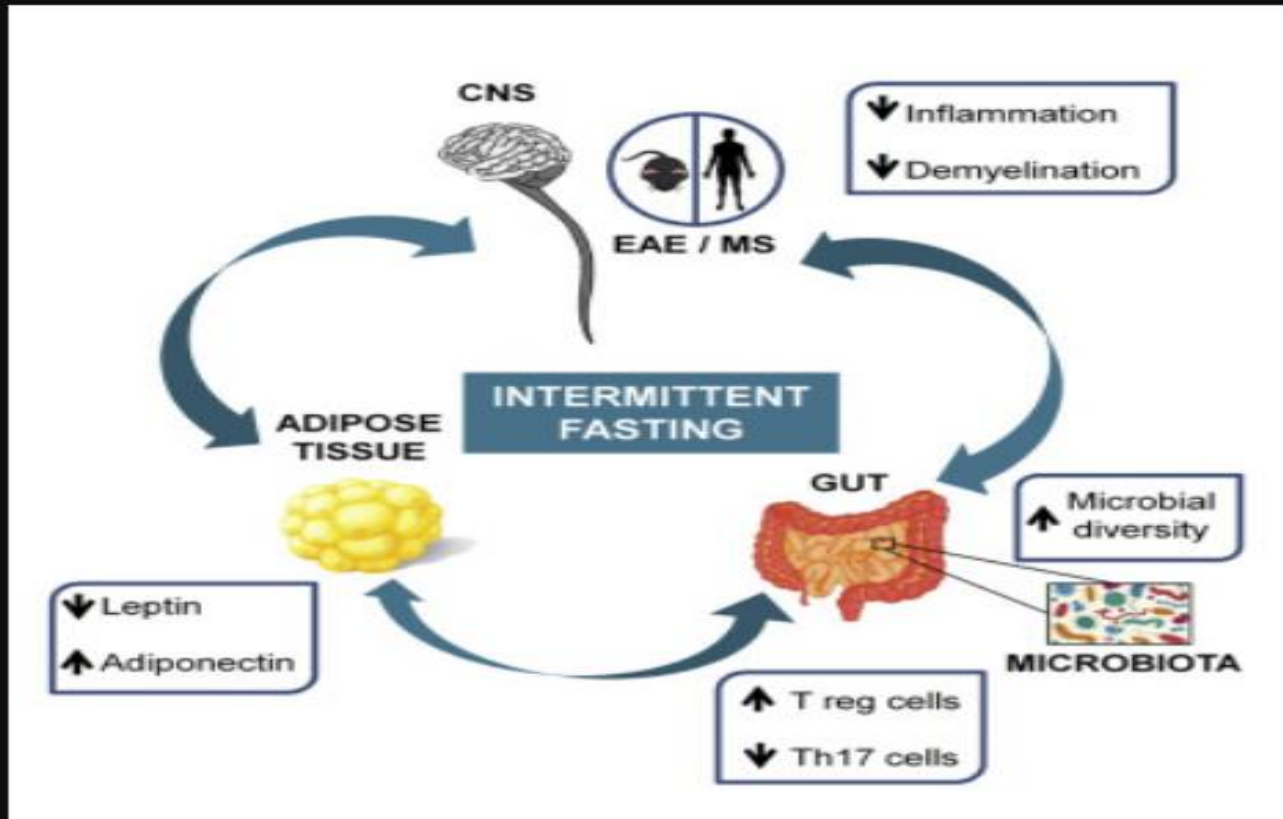 CNS
EAE / MS
Inflammation
Demyelination
INTERMITTENT
FASTING
ADIPOSE
TISSUE
GUT
Microbial
diversity
MICROBIOTA
Leptin
Adiponectin
T reg cells
Th17 cells